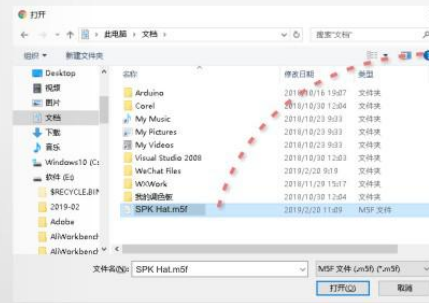 打开
此电脑 › 文档 ›
搜索"文档"
组织 新建文件夹
名称 修改日期 类型
Desktop
视频
图片
文档
下载
音乐
Windows10 (C:
软件 (E:)
$RECYCLE.BIN
2019-02
Adobe
AliWorkbench
AliWorkbench
Arduino 2018/10/16 19:07 文件夹
Corel 2018/10/30 12:04 文件夹
My Music 2018/10/23 9:33 文件夹
My Pictures 2018/10/23 9:33 文件夹
My Videos 2018/10/23 9:33 文件夹
Visual Studio 2008 2018/10/30 12:03 文件夹
WeChat Files 2019/2/20 9:19 文件夹
WXWork 2018/11/29 15:17 文件夹
我的调色板 2018/10/30 12:04 文件夹
SPK Hat.m5f 2019/2/20 11:09 M5F 文件
文件名(N): SPK Hat.m5f M5F 文件 (.m5f) (*.m5f)
打开(O) 取消